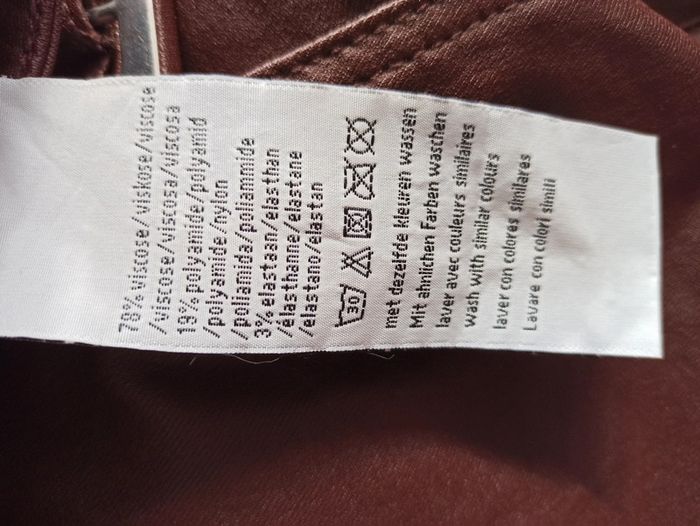 78% viscose/viskose/viscose
/viscose/viscosa/viscosa
19% polyamide/polyamid
/polyamide/nylon
/poliamida/poliammide
3% elastaan/elasthan
/elasthanne/elastane
/elastano/elastan
30
met dezelfde kleuren wassen
Mit ähnlichen Farben waschen
laver avec couleurs similaires
wash with similar colours
laver con colores similares
Lavare con colori simili